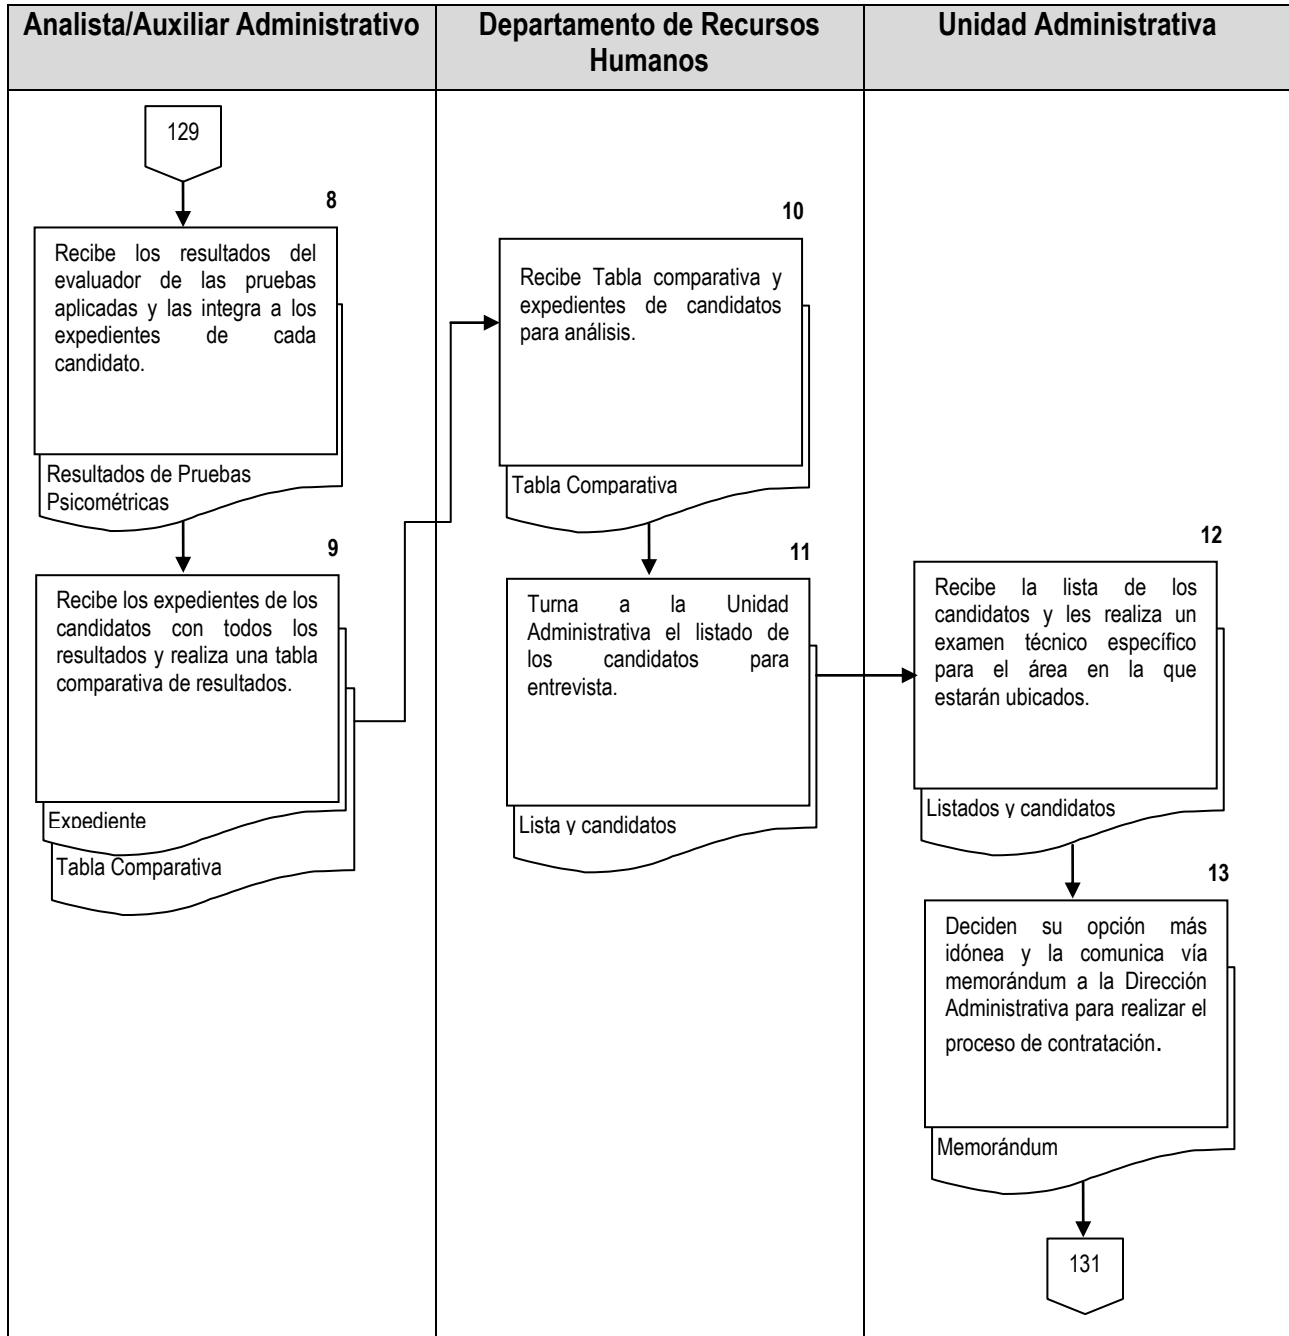 Analista/Auxiliar Administrativo
Departamento de Recursos
Humanos
Unidad Administrativa
129
8
Recibe los resultados del
evaluador de las pruebas
aplicadas y las integra a los
expedientes de cada
candidato.
Resultados de Pruebas
Psicométricas
9
Recibe los expedientes de los
candidatos con todos los
resultados y realiza una tabla
comparativa de resultados.
Expediente
Tabla Comparativa
10
Recibe Tabla comparativa y
expedientes de candidatos
para análisis.
Tabla Comparativa
11
Turna a la Unidad
Administrativa el listado de
los candidatos para
entrevista.
Lista y candidatos
12
Recibe la lista de los
candidatos y les realiza un
examen técnico específico
para el área en la que
estarán ubicados.
Listados y candidatos
13
Deciden su opción más
idónea y la comunica vía
memorándum a la Dirección
Administrativa para realizar el
proceso de contratación.
Memorándum
131